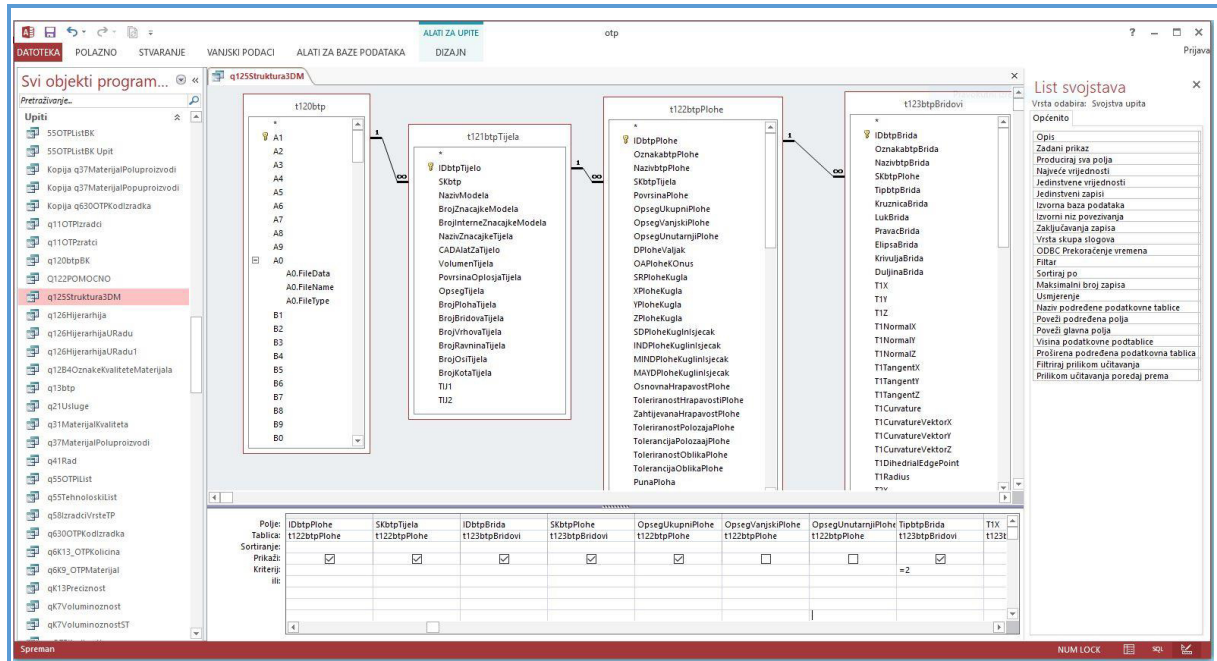 ALATI ZA UPITE
otp
DATOTEKA POLAZNO STVARANJE VANJSKI PODACI ALATI ZA BAZE PODATAKA DIZAJN
Prijava
Svi objekti program...
Pretraživanje...
Upiti
55OTPListBK
55OTPListBK Upit
Kopija q37MaterijalPoluproizvodi
Kopija q37MaterijalPopuproizvodi
Kopija q630OTPKodIzradka
q11OTPIzradci
q11OTPzratci
q120btpBK
Q122POMOCNO
q125Struktura3DM
q126Hijerarhija
q126HijerarhijaURadu
q126HijerarhijaURadu1
q12B4OznakeKvaliteteMaterijala
q13btp
q21Usluge
q31MaterijalKvaliteta
q37MaterijalPoluproizvodi
q41Rad
q55OTPList
q55TehnoloskiList
q58IzradciVrsteTP
q630OTPKodIzradka
q6K13_OTPKolicina
q6K9_OTPMaterijal
qK13Preciznost
qK7Voluminoznost
qK7VoluminoznostST
q125Struktura3DM
t120btp
*
A1
A2
A3
A4
A5
A6
A7
A8
A9
A0
A0.FileData
A0.FileName
A0.FileType
B1
B2
B3
B4
B5
B6
B7
B8
B9
B0
1
∞
t121btpTijela
*
IDbtpTijelo
SKbtp
NazivModela
BrojZnacajkeModela
BrojInterneZnacajkeModela
NazivZnacajkeTijela
CADAlatZaTijelo
VolumenTijela
PovrsinaOplosjaTijela
OpsegTijela
BrojPlohaTijela
BrojBridovaTijela
BrojVrhovaTijela
BrojRavninaTijela
BrojOsiTijela
BrojKotaTijela
TIJ1
TIJ2
1
∞
t122btpPlohe
*
IDbtpPlohe
OznakabtpPlohe
NazivbtpPlohe
SKbtpTijela
PovrsinaPlohe
OpsegUkupniPlohe
OpsegVanjskiPlohe
OpsegUnutarnjiPlohe
DPloheValjak
OAPloheKOnus
SRPloheKugla
XPloheKugla
YPloheKugla
ZPloheKugla
SDPloheKuglnIsjecak
INDPloheKuglinIsjecak
MINDPloheKuglinIsjecak
MAYDPloheKuglinIsjecak
OsnovnaHrapavostPlohe
ToleriranostHrapavostiPlohe
ZahtijevanaHrapavostPlohe
ToleriranostPolozajaPlohe
TolerancijaPolozaajPlohe
ToleriranostOblikaPlohe
TolerancijaOblikaPlohe
PunaPloha
1
∞
t123btpBridovi
*
IDbtpBrida
OznakabtpBrida
NazivbtpBrida
SKbtpPlohe
TipbtpBrida
KruznicaBrida
LukBrida
PravacBrida
ElipsaBrida
KrivuljaBrida
DuljinaBrida
T1X
T1Y
T1Z
T1NormalX
T1NormalY
T1NormalZ
T1TangentX
T1TangentY
T1TangentZ
T1Curvature
T1CurvatureVektorX
T1CurvatureVektorY
T1CurvatureVektorZ
T1DihedrialEdgePoint
T1Radius
T2X
Polje: IDbtpPlohe SKbtpTijela IDbtpBrida SKbtpPlohe OpsegUkupniPlohe OpsegVanjskiPlohe OpsegUnutarnjiPlohe TipbtpBrida T1X
Tablica: t122btpPlohe t122btpPlohe t123btpBridovi t123btpBridovi t122btpPlohe t122btpPlohe t122btpPlohe t123btpBridovi t123t
Sortiranje:
Prikaži:
Kriterij: =2
ili:
List svojstava
Vrsta odabira: Svojstva upita
Općenito
Opis
Zadani prikaz
Produciraj sva polja
Najveće vrijednosti
Jedinstvene vrijednosti
Jedinstveni zapisi
Izvorna baza podataka
Izvorni niz povezivanja
Zaključavanja zapisa
Vrsta skupa slogova
ODBC Prekoračenje vremena
Filtar
Sortiraj po
Maksimalni broj zapisa
Usmjerenje
Naziv podređene podatkovne tablice
Poveži podređena polja
Poveži glavna polja
Visina podatkovne podtablice
Proširena podređena podatkovna tablica
Filtriraj prilikom učitavanja
Prilikom učitavanja poredaj prema
Spreman
NUM LOCK
SQL